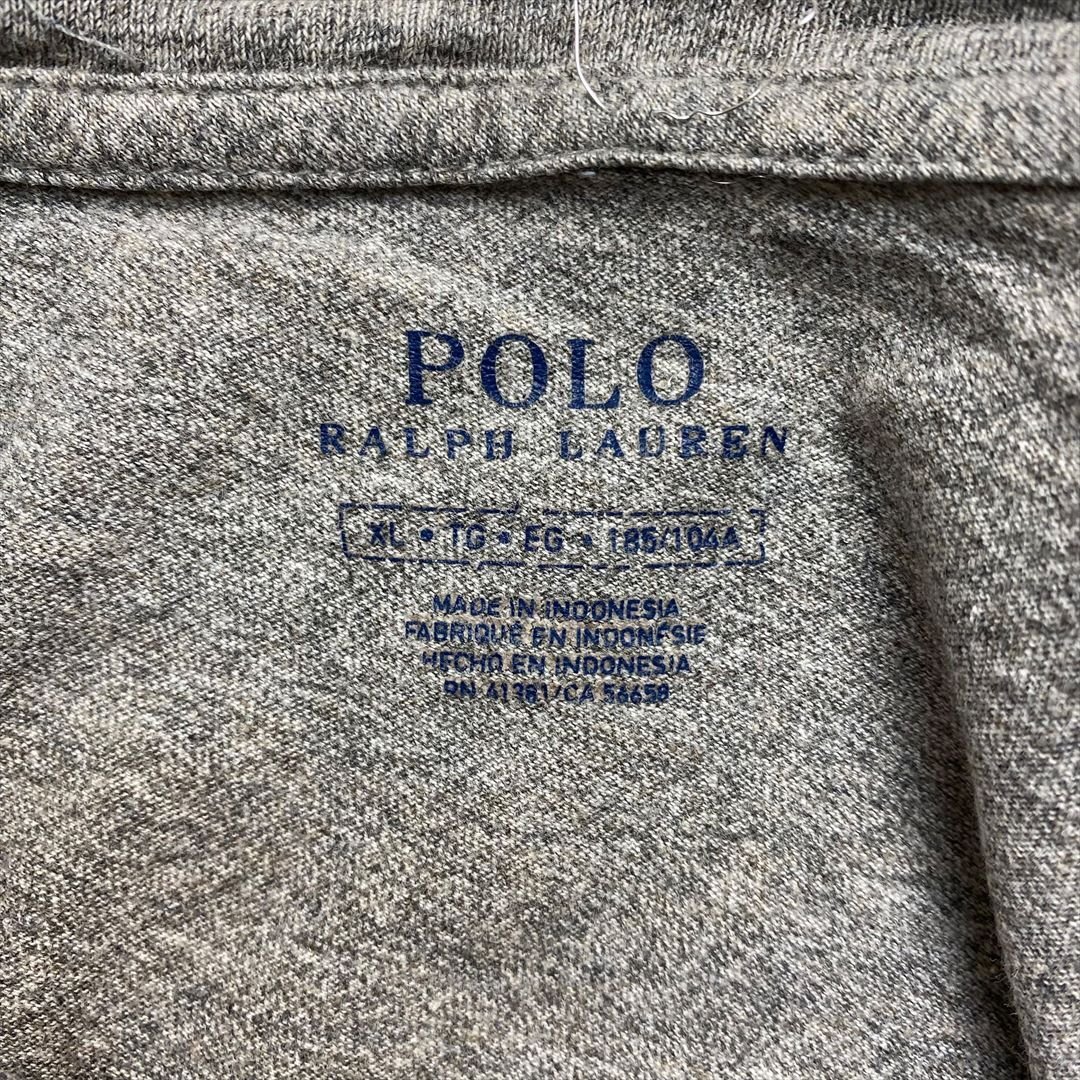 POLO
RALPH LAUREN
XL • TG • EG • 185/104A
MADE IN INDONESIA
FABRIQUÉ EN INDONÉSIE
HECHO EN INDONESIA
RN 41381/CA 56658